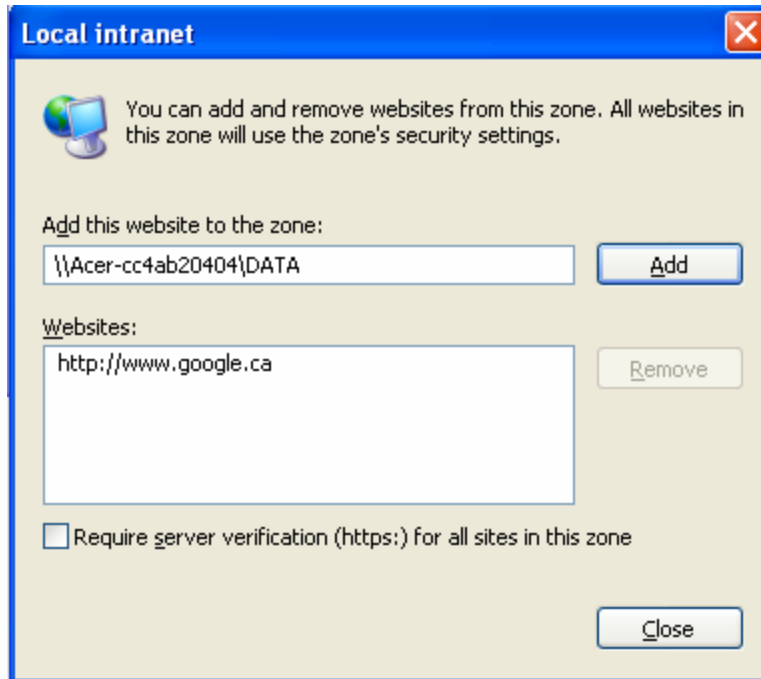 Local intranet
You can add and remove websites from this zone. All websites in
this zone will use the zone's security settings.
Add this website to the zone:
\\Acer-cc4ab20404\DATA
Add
Websites:
http://www.google.ca
Remove
Require server verification (https:) for all sites in this zone
Close